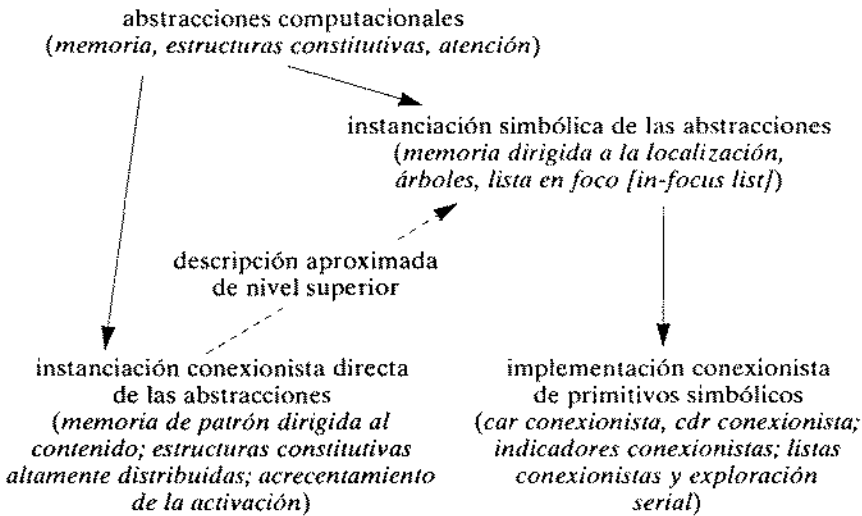 abstracciones computacionales
(memoria, estructuras constitutivas, atención)
instanciación simbólica de las abstracciones
(memoria dirigida a la localización,
árboles, lista en foco [in-focus list])
descripción aproximada
de nivel superior
instanciación conexionista directa
de las abstracciones
(memoria de patrón dirigida al
contenido; estructuras constitutivas
altamente distribuidas; acrecentamiento
de la activación)
implementación conexionista
de primitivos simbólicos
(car conexionista, cdr conexionista;
indicadores conexionistas; listas
conexionistas y exploración
serial)